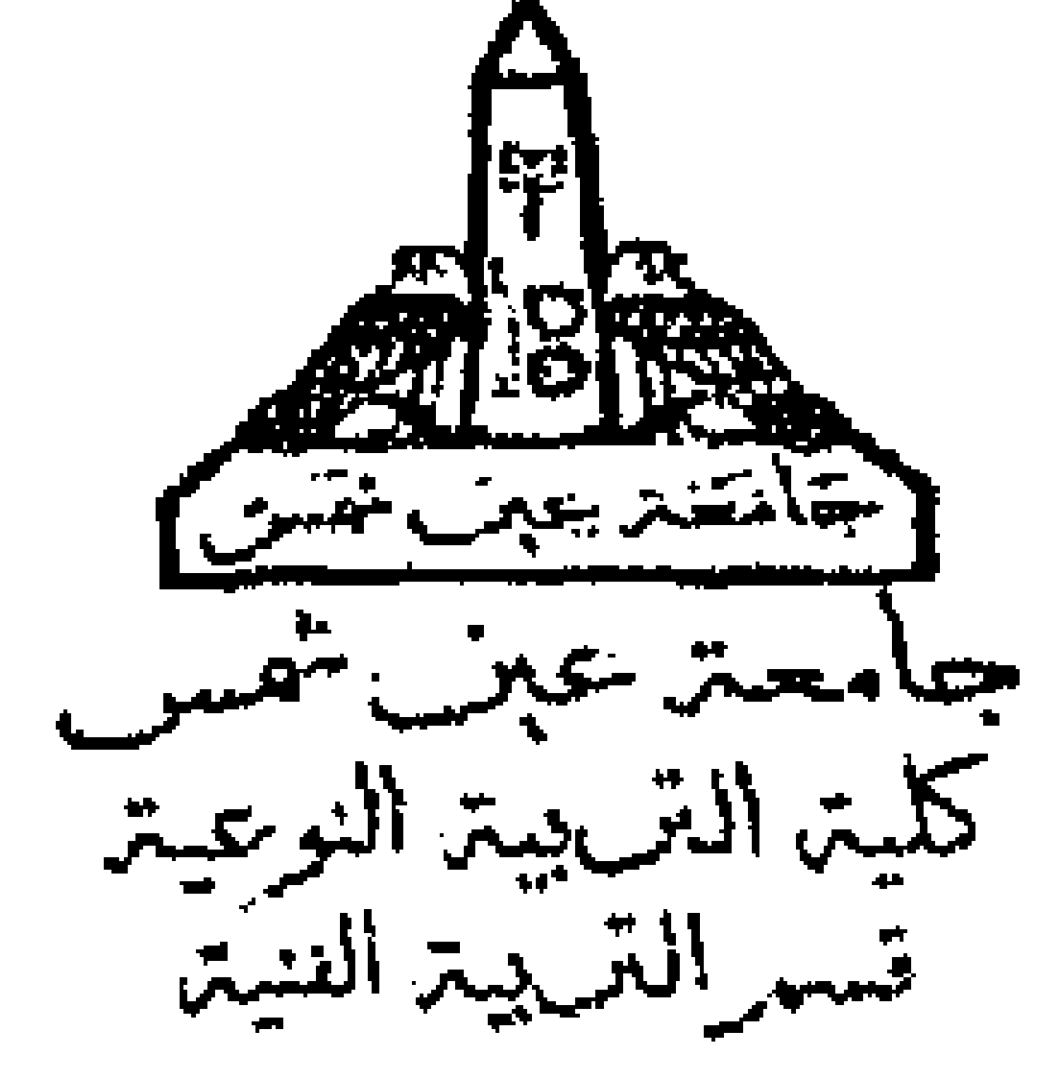 جامعة عين شمس
جامعة عين شمس
كلية التربية النوعية
قسم التربية الفنية